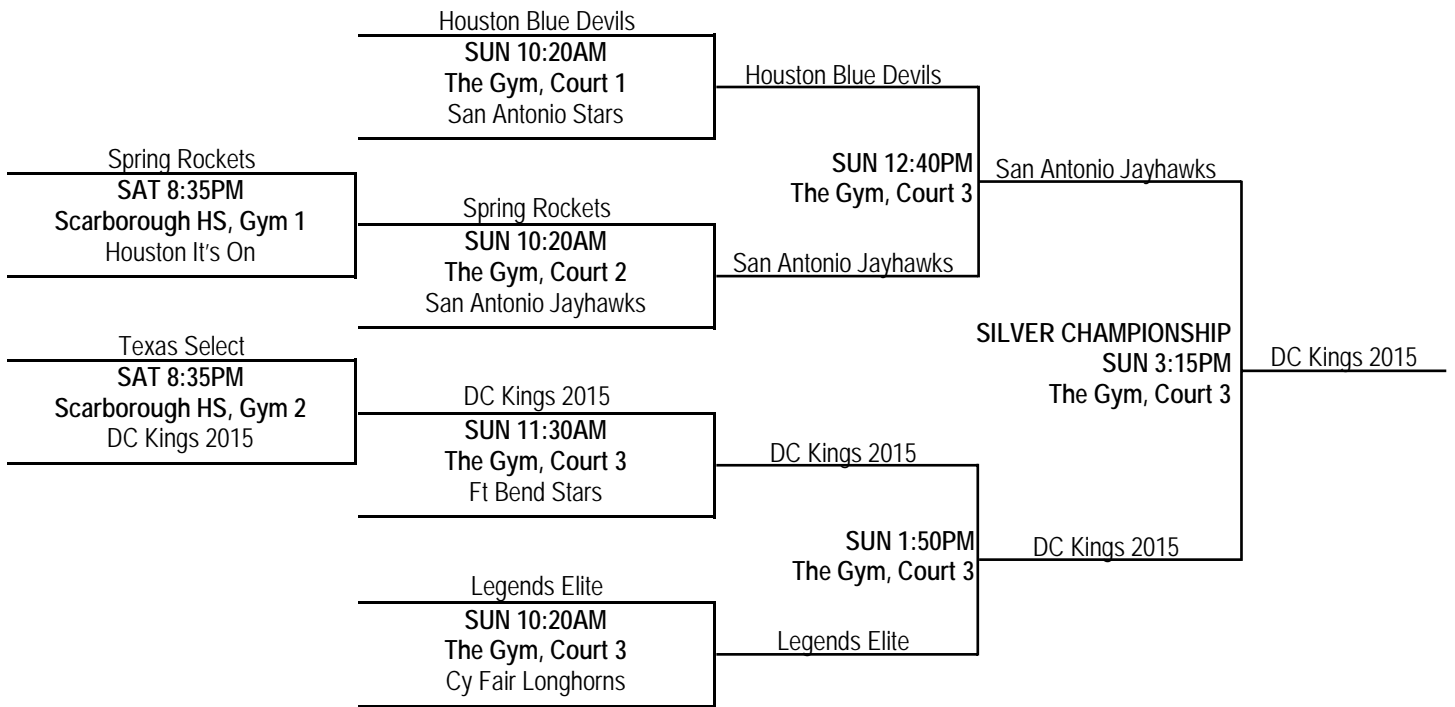 Houston Blue Devils
SUN 10:20AM
The Gym, Court 1
San Antonio Stars
Spring Rockets
SAT 8:35PM
Scarborough HS, Gym 1
Houston It's On
Spring Rockets
SUN 10:20AM
The Gym, Court 2
San Antonio Jayhawks
Texas Select
SAT 8:35PM
Scarborough HS, Gym 2
DC Kings 2015
DC Kings 2015
SUN 11:30AM
The Gym, Court 3
Ft Bend Stars
Legends Elite
SUN 10:20AM
The Gym, Court 3
Cy Fair Longhorns
Houston Blue Devils
SUN 12:40PM
The Gym, Court 3
San Antonio Jayhawks
DC Kings 2015
SUN 1:50PM
The Gym, Court 3
Legends Elite
San Antonio Jayhawks
SILVER CHAMPIONSHIP
SUN 3:15PM
The Gym, Court 3
DC Kings 2015
DC Kings 2015